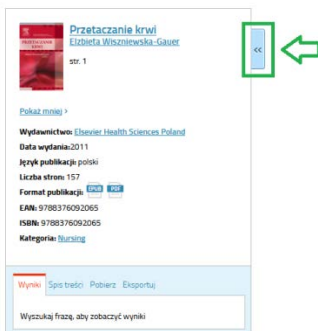 Przetaczanie krwi
Elżbieta Wiszniewska-Gauer
str. 1
<<
PRZETACZANIE
KRWI
Pokaż mniej >
Wydawnictwo: Elsevier Health Sciences Poland
Data wydania:2011
Język publikacji: polski
Liczba stron: 157
Format publikacji: EPUB PDF
EAN: 9788376092065
ISBN: 9788376092065
Kategoria: Nursing
Wyniki Spis treści Pobierz Eksportuj
Wyszukaj frazę, aby zobaczyć wyniki